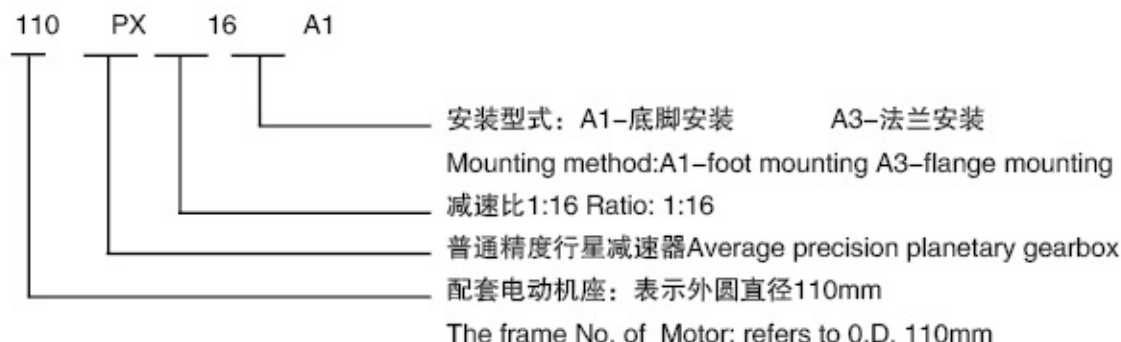 110 PX 16 A1
安装型式：A1-底脚安装 A3-法兰安装
Mounting method:A1-foot mounting A3-flange mounting
减速比1:16 Ratio: 1:16
普通精度行星减速器Average precision planetary gearbox
配套电动机座：表示外圆直径110mm
The frame No. of Motor: refers to 0.D. 110mm